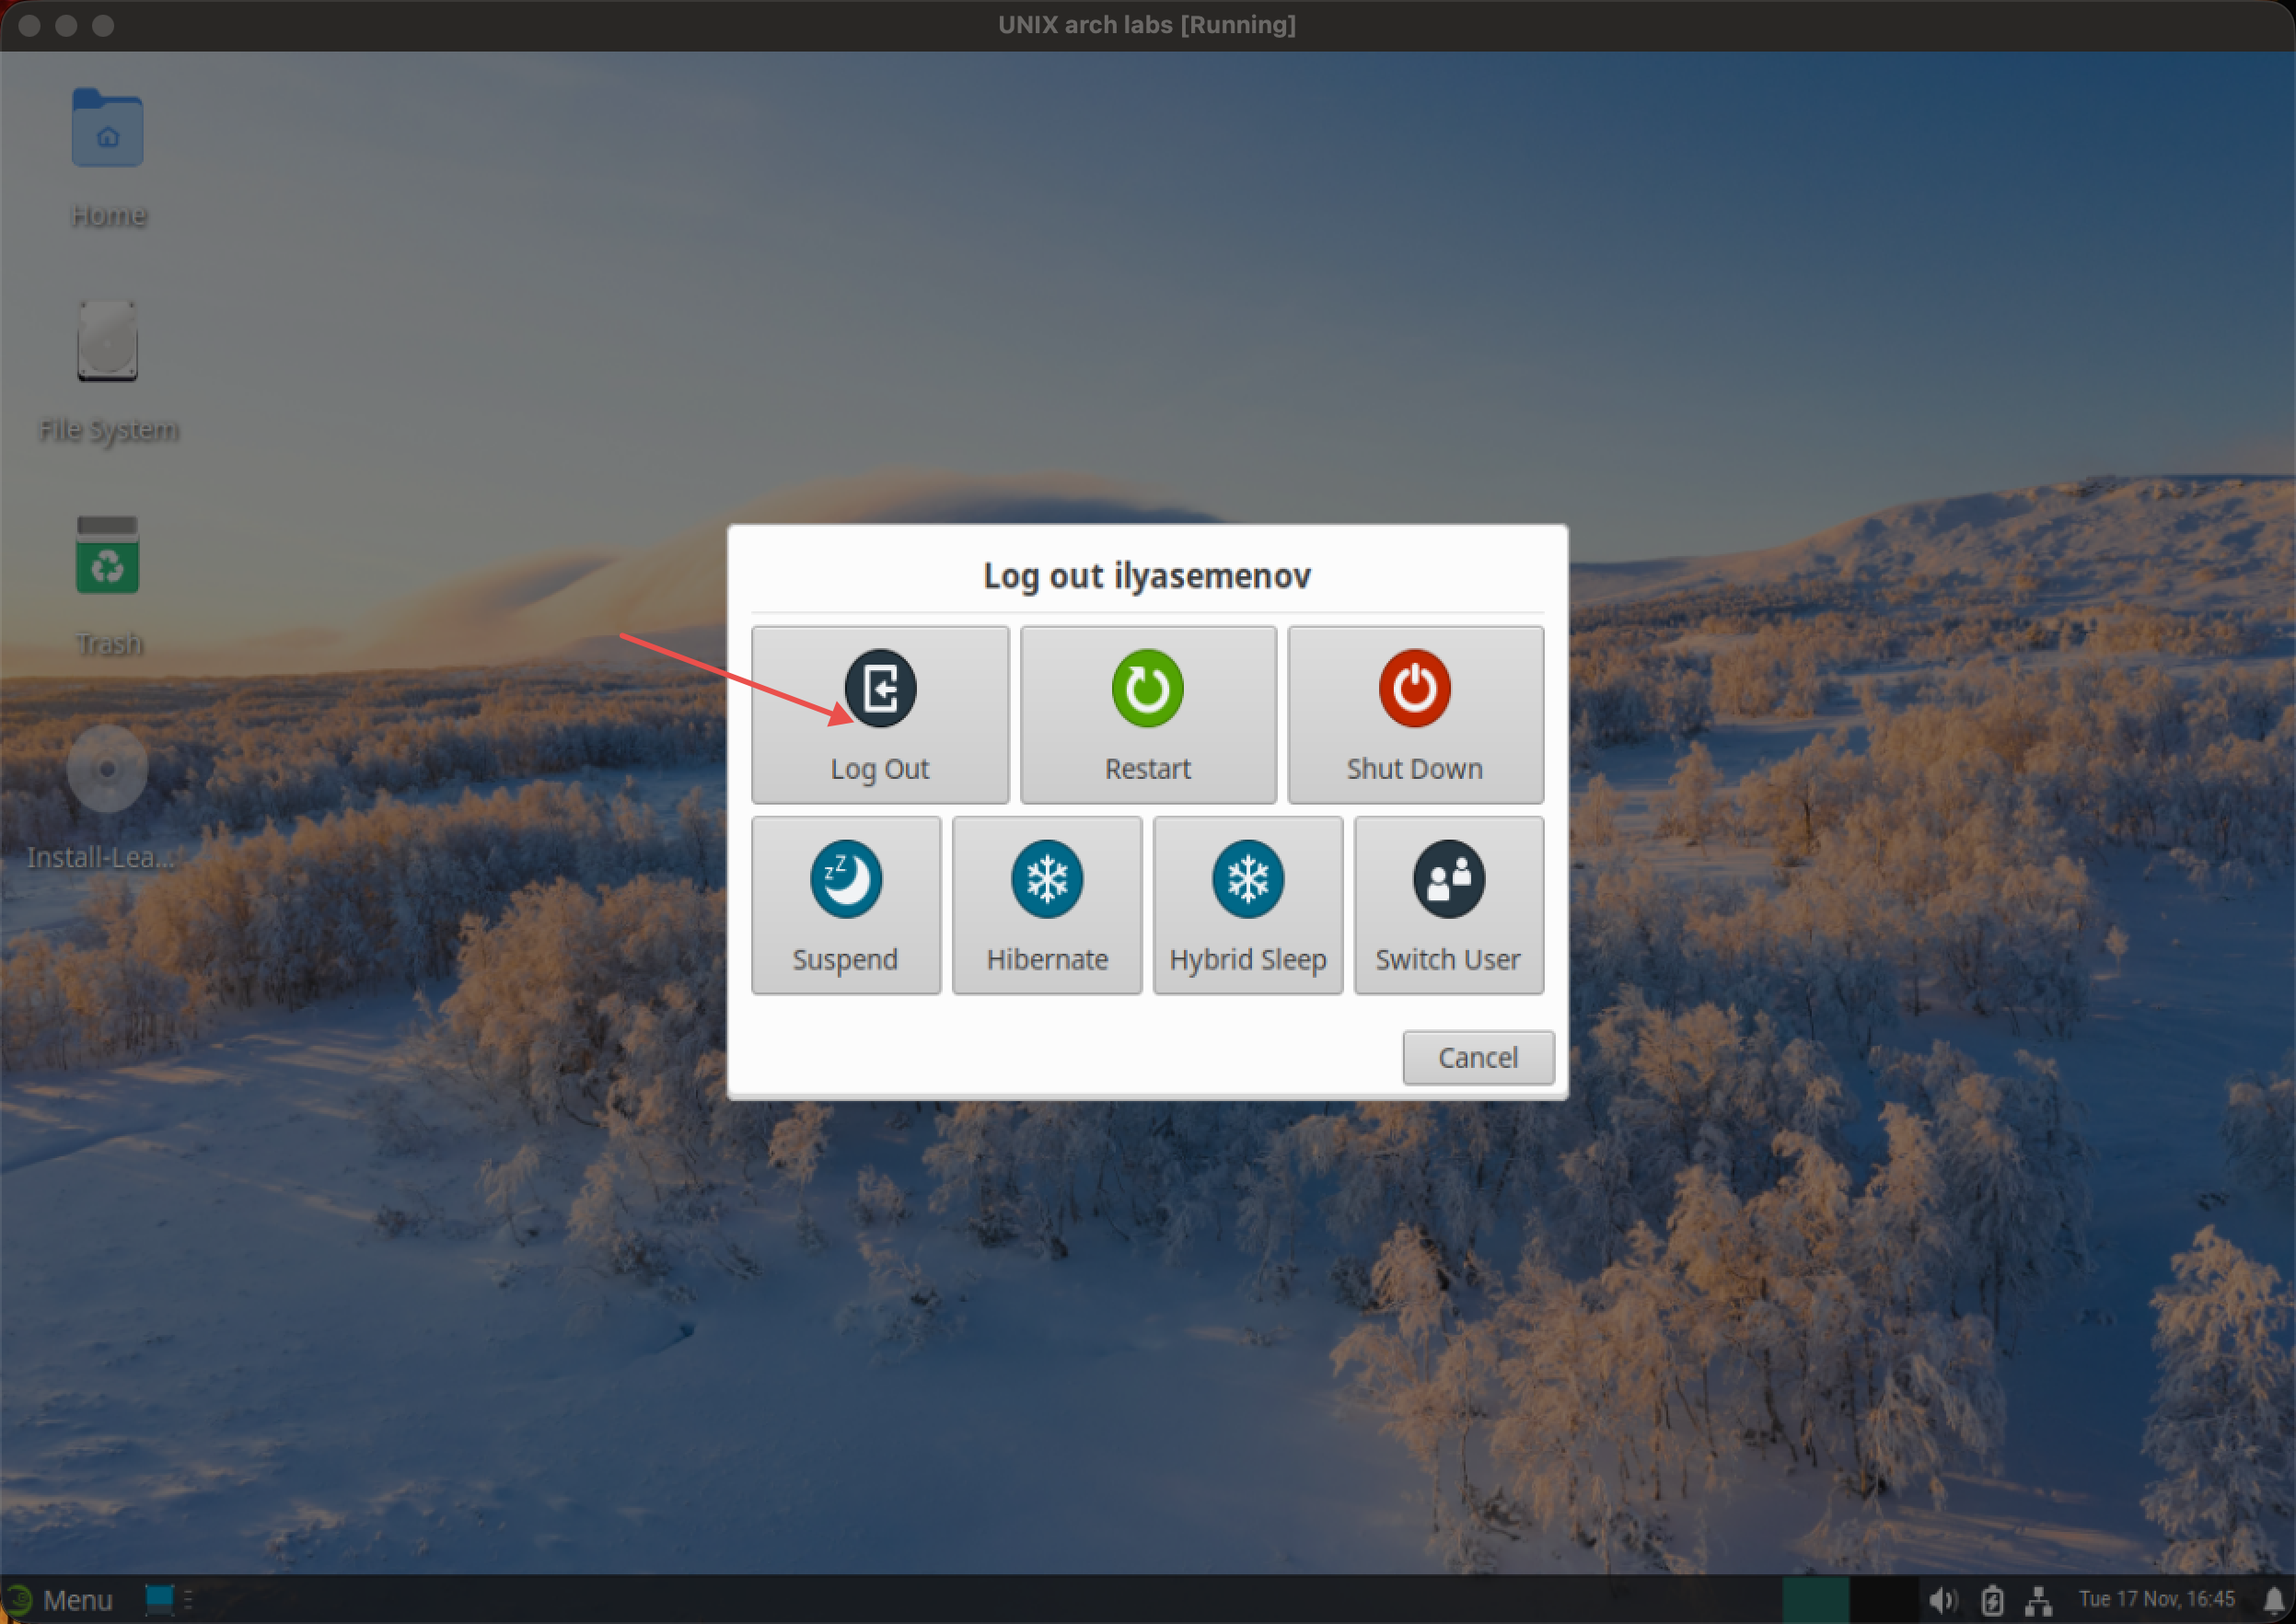 UNIX arch labs [Running]
Home
File System
Trash
Install-Lea...
Log out ilyasemenov
Log Out
Restart
Shut Down
Suspend
Hibernate
Hybrid Sleep
Switch User
Cancel
Menu
Tue 17 Nov, 16:45